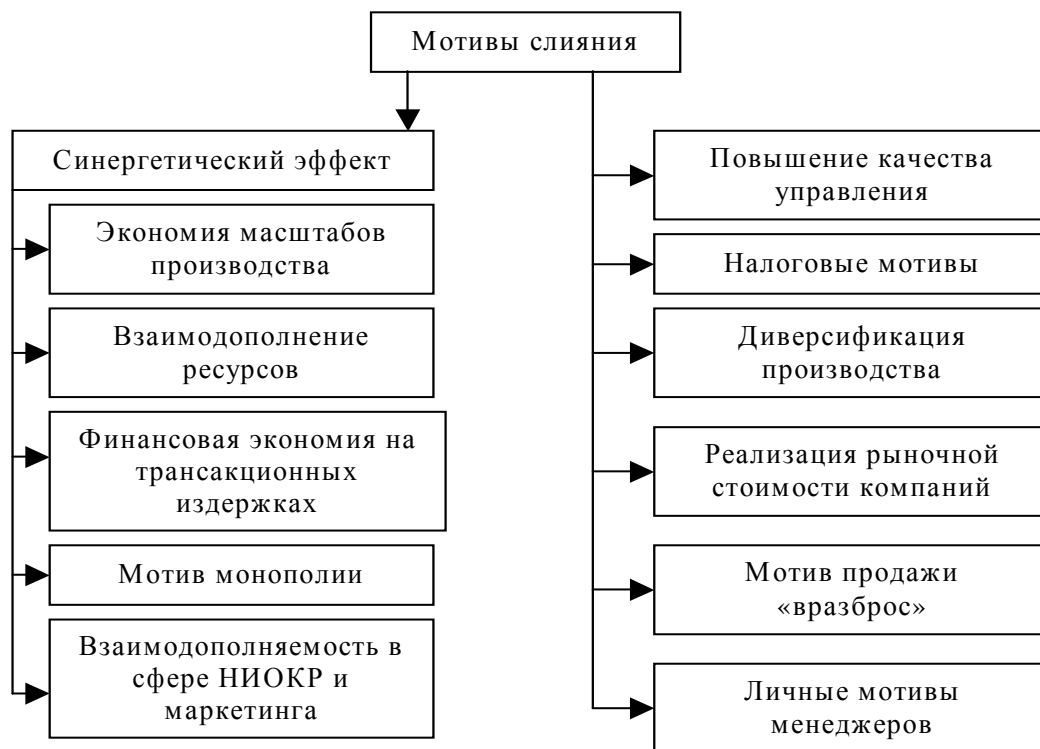 Мотивы слияния
Синергетический эффект
Экономия масштабов
производства
Взаимодополнение
ресурсов
Финансовая экономия на
трансакционных
издержках
Мотив монополии
Взаимодополняемость в
сфере НИОКР и
маркетинга
Повышение качества
управления
Налоговые мотивы
Диверсификация
производства
Реализация рыночной
стоимости компаний
Мотив продажи
«вразброс»
Личные мотивы
менеджеров